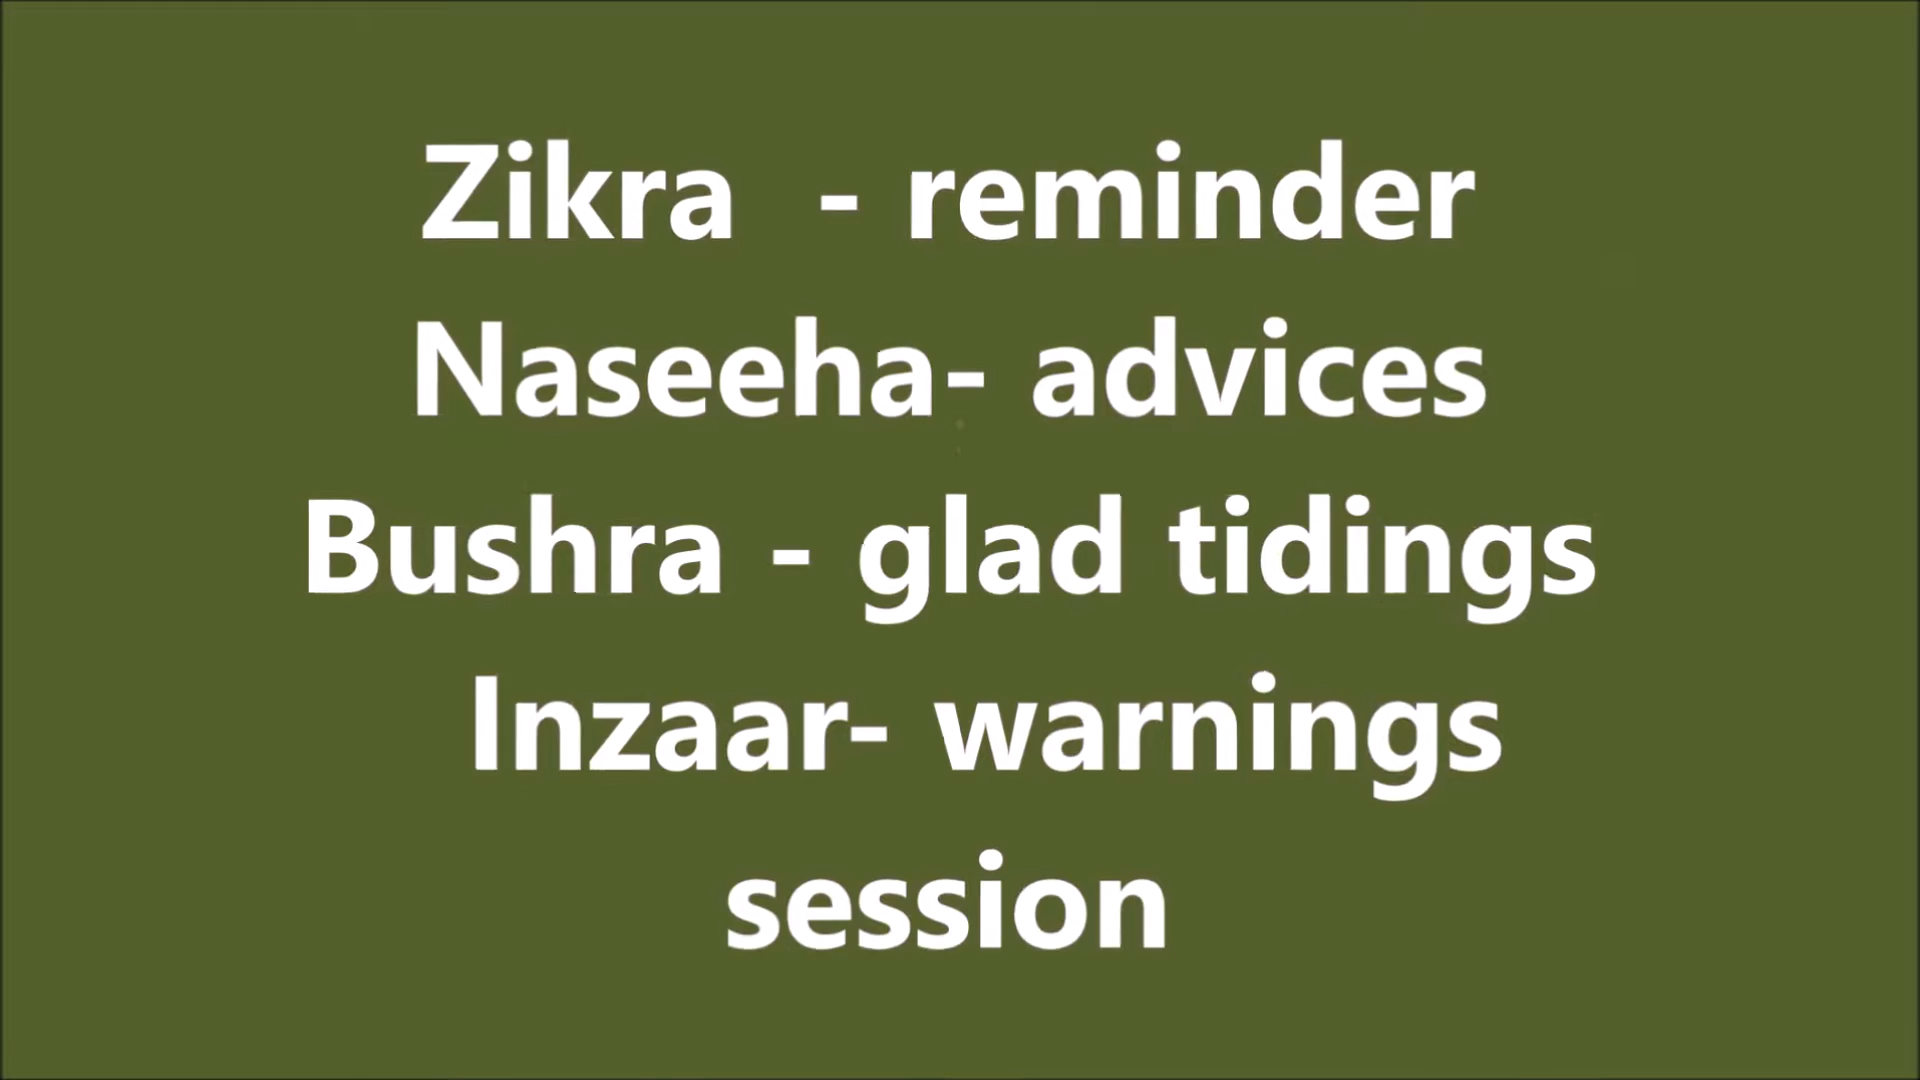 Zikra  - reminder
Naseeha- advices
Bushra - glad tidings
Inzaar- warnings
session